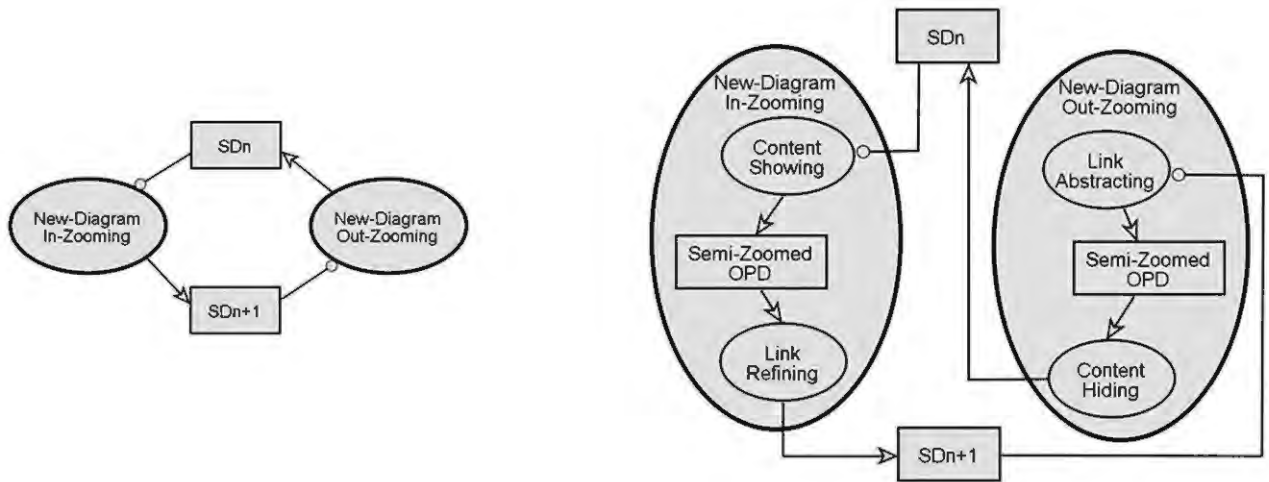 SDn
New-Diagram
In-Zooming
New-Diagram
Out-Zooming
SDn+1
SDn
New-Diagram
In-Zooming
Content
Showing
Semi-Zoomed
OPD
Link
Refining
New-Diagram
Out-Zooming
Link
Abstracting
Semi-Zoomed
OPD
Content
Hiding
SDn+1